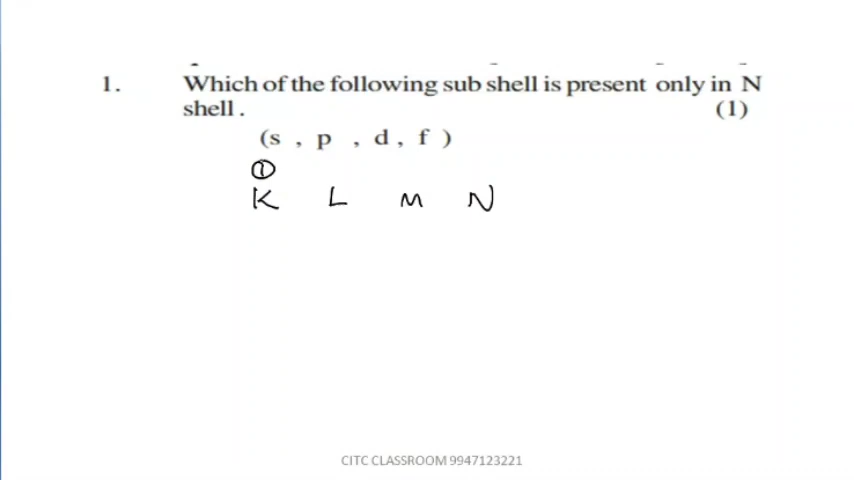 1. Which of the following sub shell is present only in N
shell. (1)
(s , p , d , f )
①
K L M N
CITC CLASSROOM 9947123221